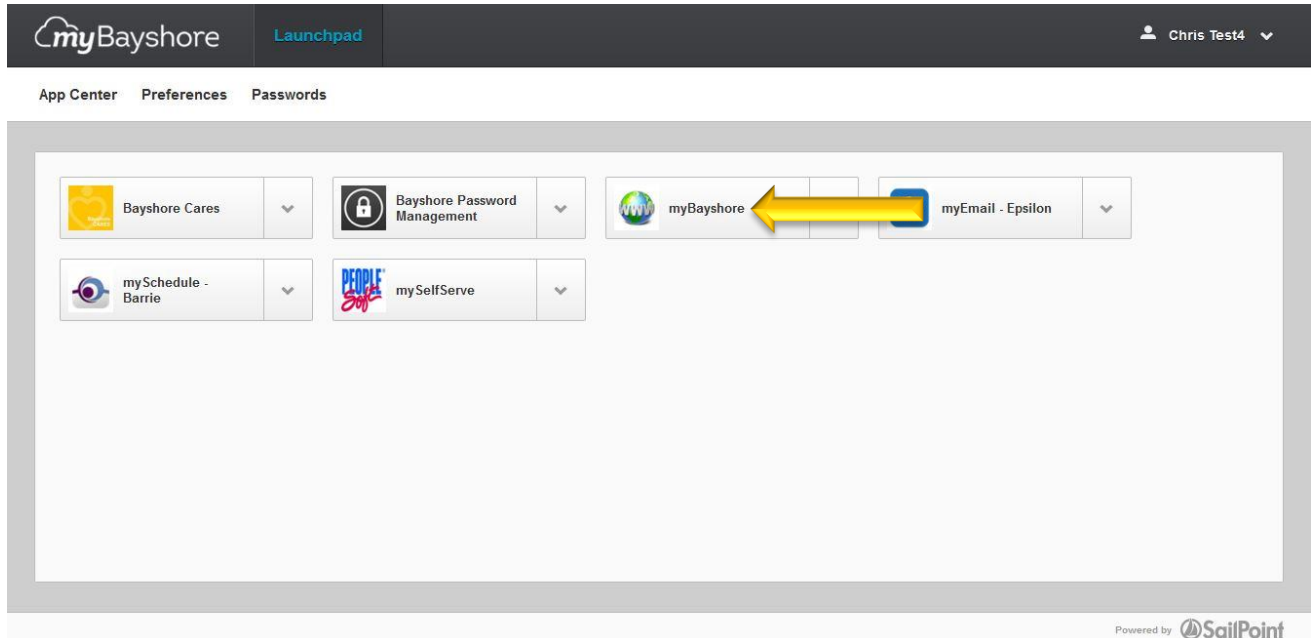 myBayshore
Launchpad
Chris Test4
App Center Preferences Passwords
Bayshore Cares
Bayshore Password
Management
www
myBayshore
myEmail - Epsilon
mySchedule -
Barrie
PEOPLE
Soft
mySelfServe
Powered by SailPoint